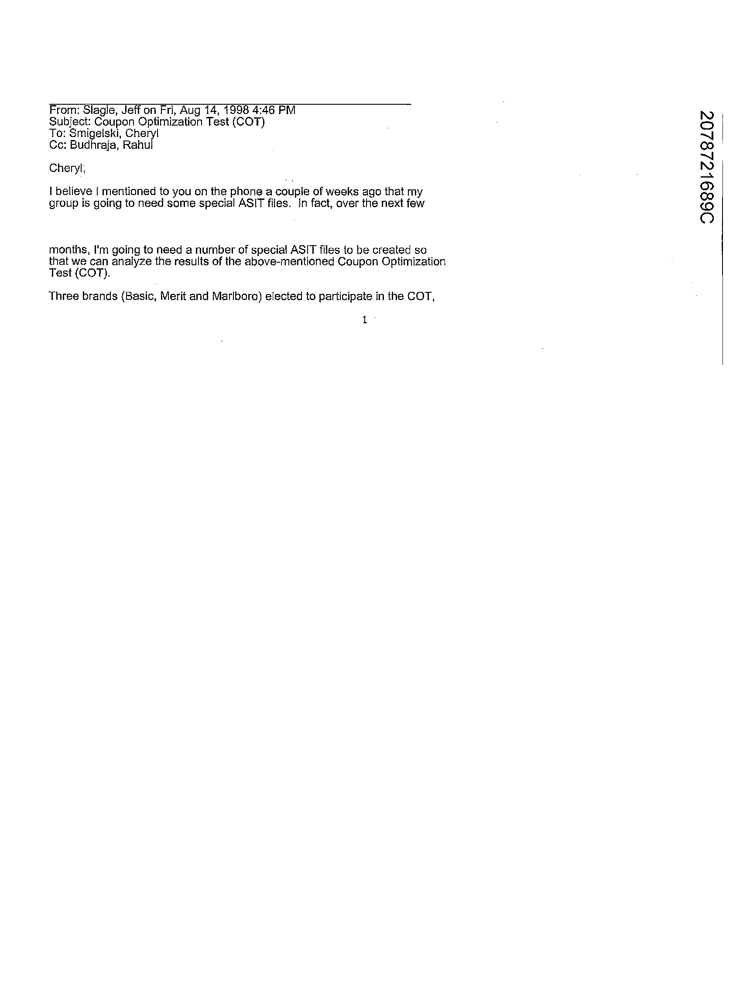 From: Slagle, Jeff on Fri, Aug 14, 1998 4:46 PM
Subject: Coupon Optimization Test (COT)
To: Smigelski, Cheryl
Cc: Budhraja, Rahul
Cheryl,
I believe I mentioned to you on the phone a couple of weeks ago that my
group is going to need some special ASIT files. In fact, over the next few
months, I'm going to need a number of special ASIT files to be created so
that we can analyze the results of the above-mentioned Coupon Optimization
Test (COT).
Three brands (Basic, Merit and Marlboro) elected to participate in the COT,
1
2078721689C